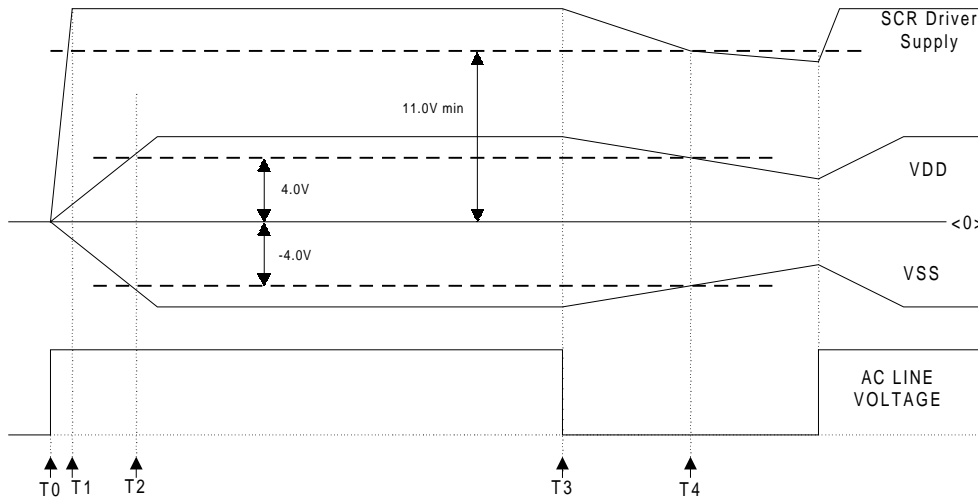 SCR Driver
Supply
11.0V min
VDD
4.0V
<0>
-4.0V
VSS
AC LINE
VOLTAGE
T0 T1 T2 T3 T4